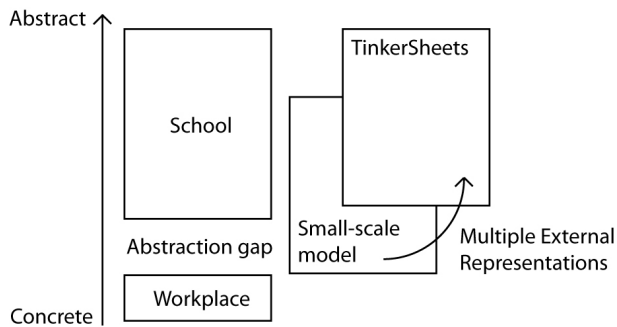 Abstract
School
Abstraction gap
Workplace
Concrete
TinkerSheets
Small-scale
model
Multiple External
Representations